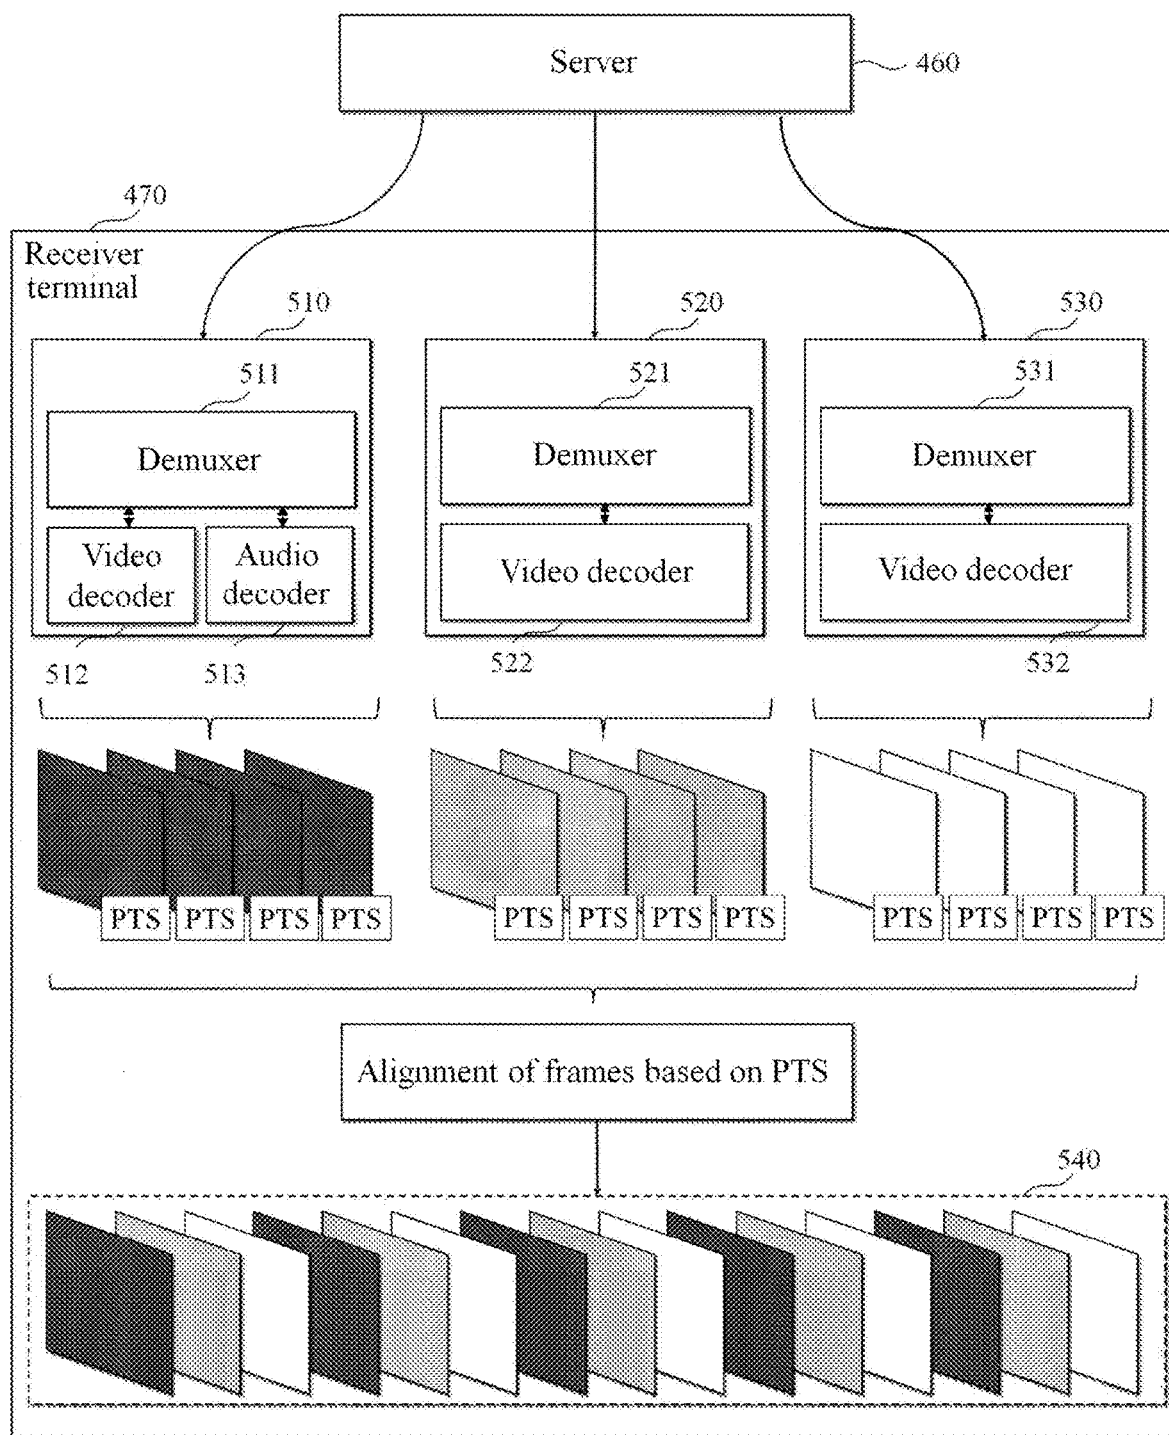 Server
460
470
Receiver
terminal
510
520
530
511
521
531
Demuxer
Demuxer
Demuxer
Video
decoder
Audio
decoder
Video decoder
Video decoder
512
513
522
532
PTS PTS PTS PTS
PTS PTS PTS PTS
PTS PTS PTS PTS
Alignment of frames based on PTS
540